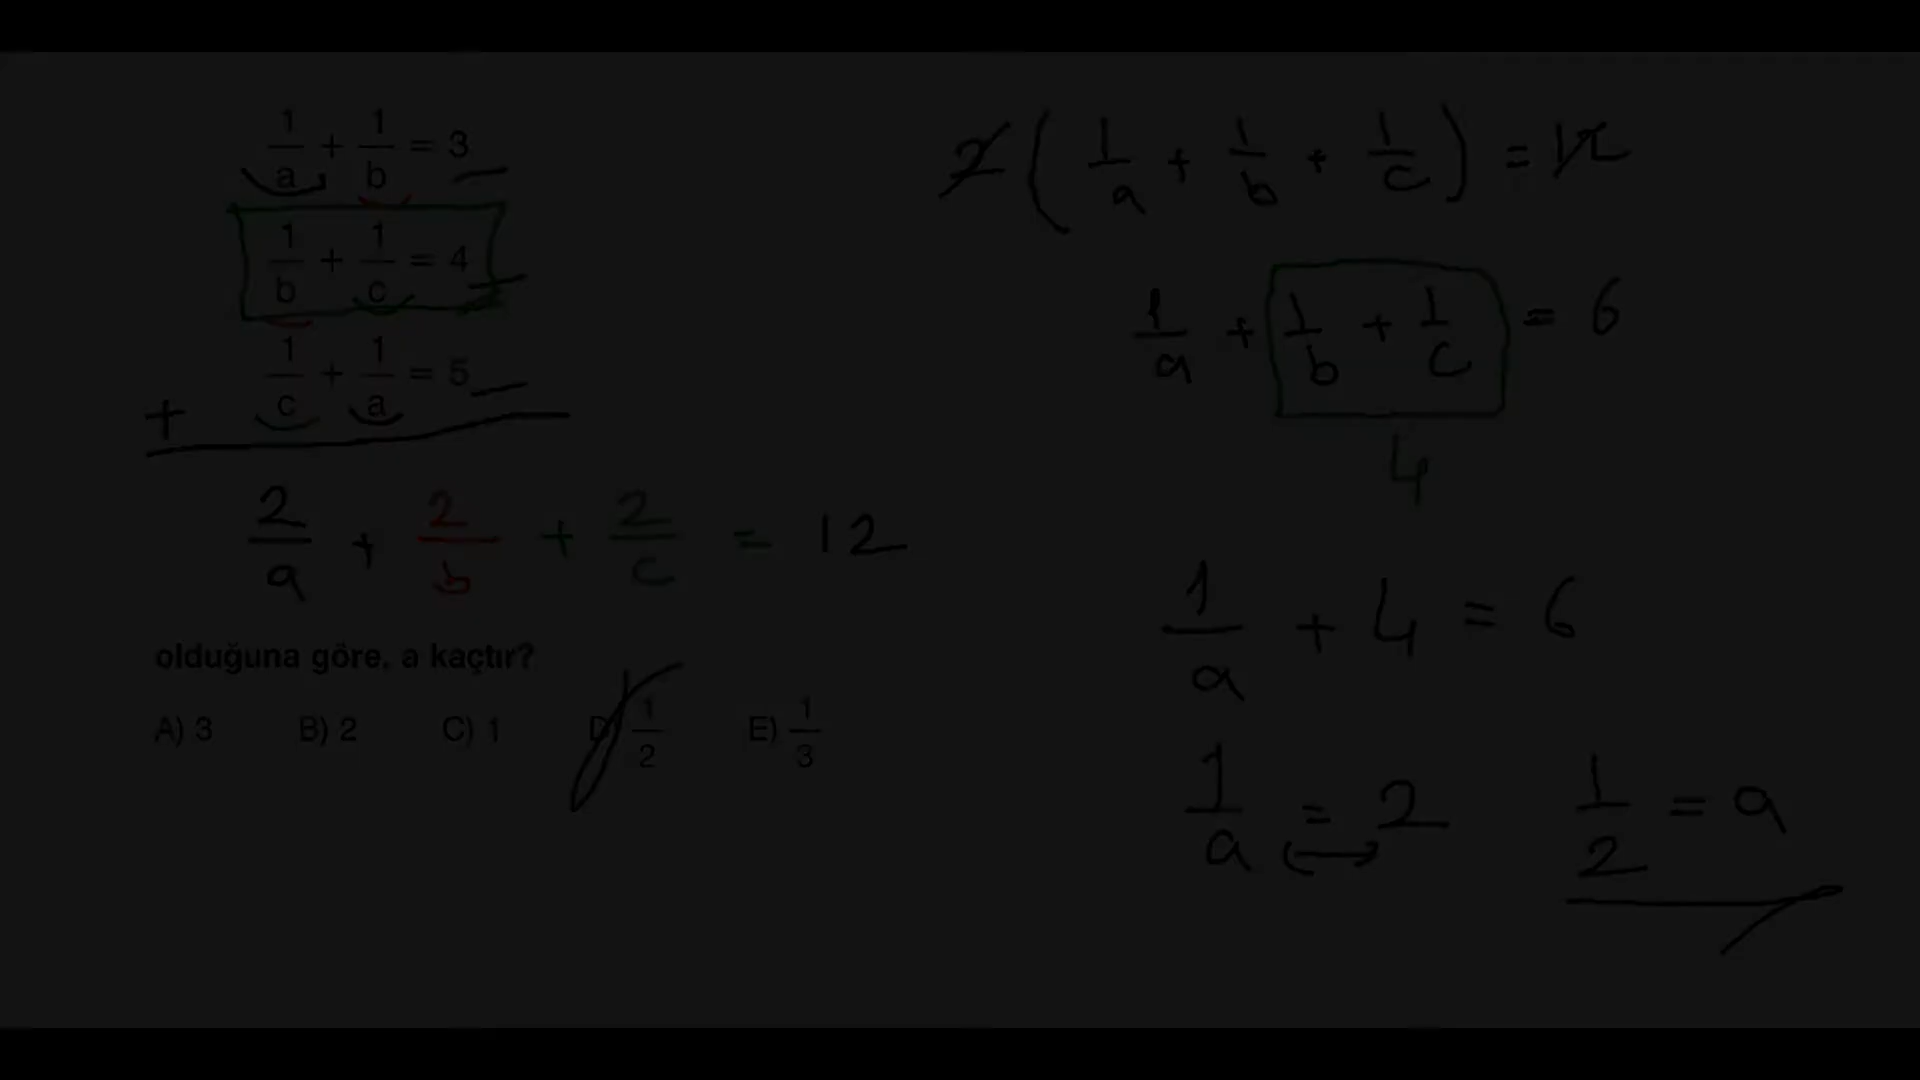 1/a + 1/b = 3
1/b + 1/c = 4
1/c + 1/a = 5
+
2/a + 2/b + 2/c = 12
olduğuna göre, a kaçtır?
A) 3 B) 2 C) 1 D) 1/2 E) 1/3
2 ( 1/a + 1/b + 1/c ) = 12
1/a + 1/b + 1/c = 6
4
1/a + 4 = 6
1/a = 2 1/2 = a